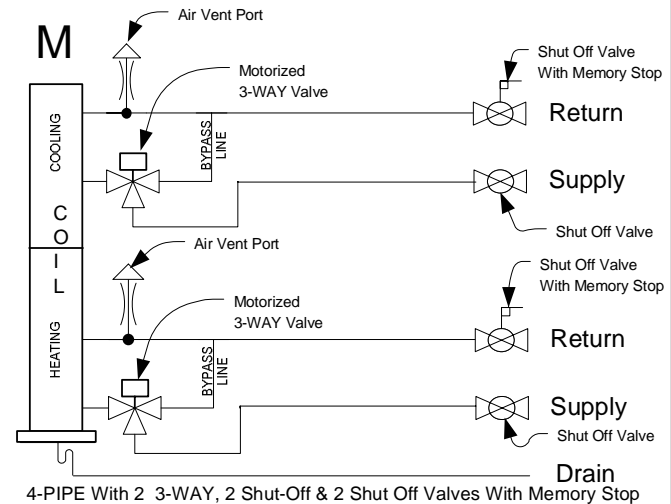 M
Air Vent Port
Motorized
3-WAY Valve
Shut Off Valve
With Memory Stop
Return
COOLING
BYPASS
LINE
Supply
Shut Off Valve
COIL
Air Vent Port
Motorized
3-WAY Valve
Shut Off Valve
With Memory Stop
Return
HEATING
BYPASS
LINE
Supply
Shut Off Valve
Drain
4-PIPE With 2 3-WAY, 2 Shut-Off & 2 Shut Off Valves With Memory Stop